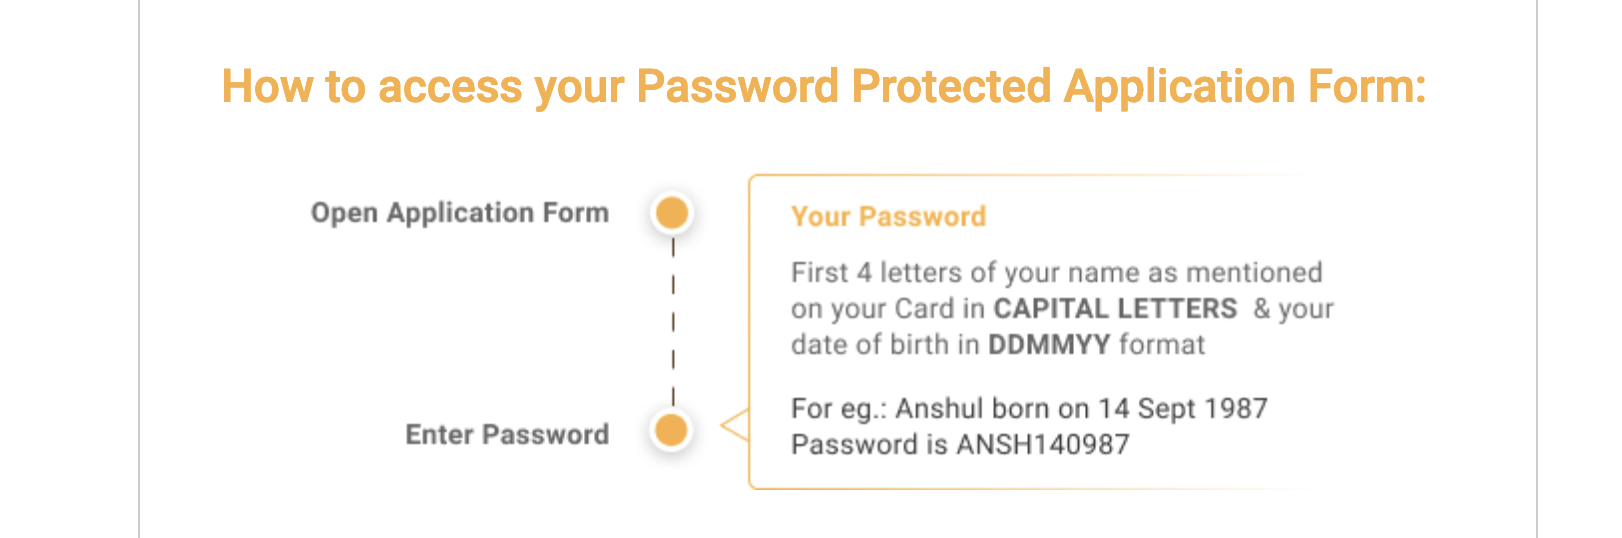 How to access your Password Protected Application Form:
Open Application Form
Enter Password
Your Password
First 4 letters of your name as mentioned
on your Card in CAPITAL LETTERS & your
date of birth in DDMMYY format
For eg.: Anshul born on 14 Sept 1987
Password is ANSH140987